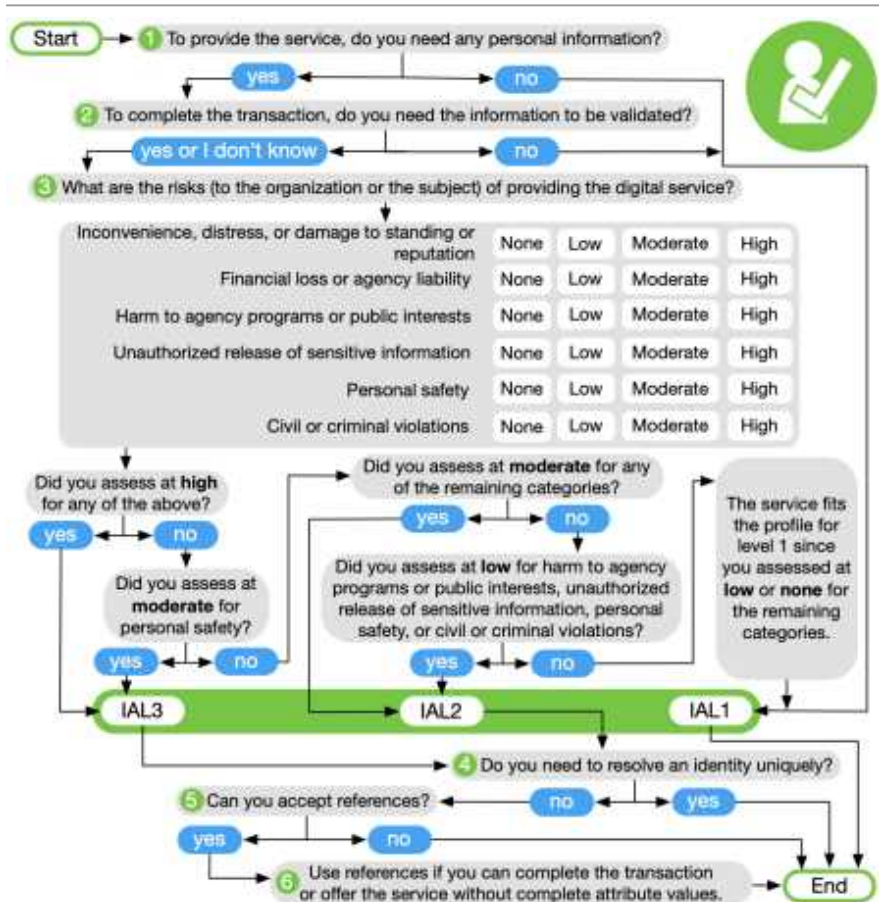 Start
1 To provide the service, do you need any personal information?
yes
no
2 To complete the transaction, do you need the information to be validated?
yes or I don't know
no
3 What are the risks (to the organization or the subject) of providing the digital service?
Inconvenience, distress, or damage to standing or
reputation
None Low Moderate High
Financial loss or agency liability
None Low Moderate High
Harm to agency programs or public interests
None Low Moderate High
Unauthorized release of sensitive information
None Low Moderate High
Personal safety
None Low Moderate High
Civil or criminal violations
None Low Moderate High
Did you assess at high
for any of the above?
yes
no
Did you assess at
moderate for
personal safety?
yes
no
Did you assess at moderate for any
of the remaining categories?
yes
no
Did you assess at low for harm to agency
programs or public interests, unauthorized
release of sensitive information, personal
safety, or civil or criminal violations?
yes
no
The service fits
the profile for
level 1 since
you assessed at
low or none for
the remaining
categories.
IAL3
IAL2
IAL1
4 Do you need to resolve an identity uniquely?
no
yes
5 Can you accept references?
yes
no
6 Use references if you can complete the transaction
or offer the service without complete attribute values.
End